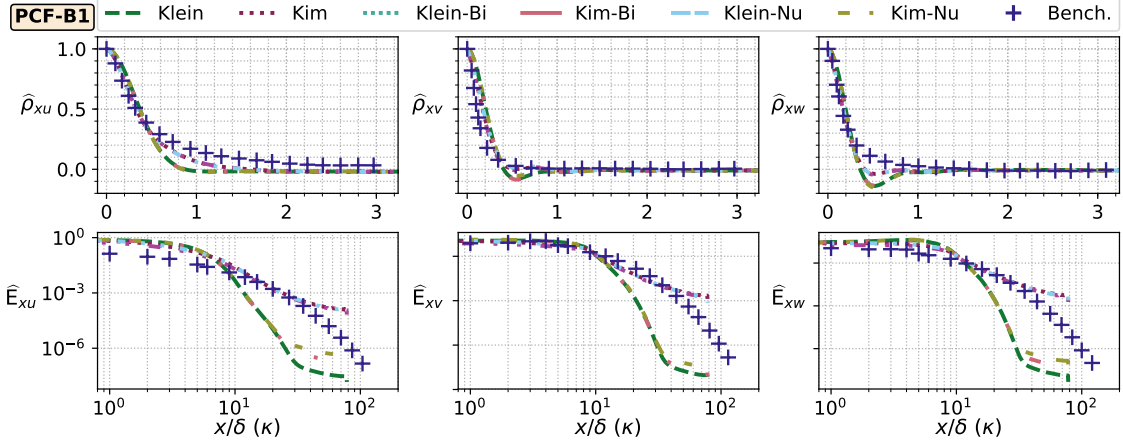 PCF-B1 Klein Kim Klein-Bi Kim-Bi Klein-Nu Kim-Nu Bench.
1.0
ρ̂xu 0.5 ρ̂xv ρ̂xw
0.0
0 1 2 3 0 1 2 3 0 1 2 3
10⁰
Êxu 10⁻³ Êxv Êxw
10⁻⁶
10⁰ 10¹ 10² 10⁰ 10¹ 10² 10⁰ 10¹ 10²
x/δ (κ) x/δ (κ) x/δ (κ)